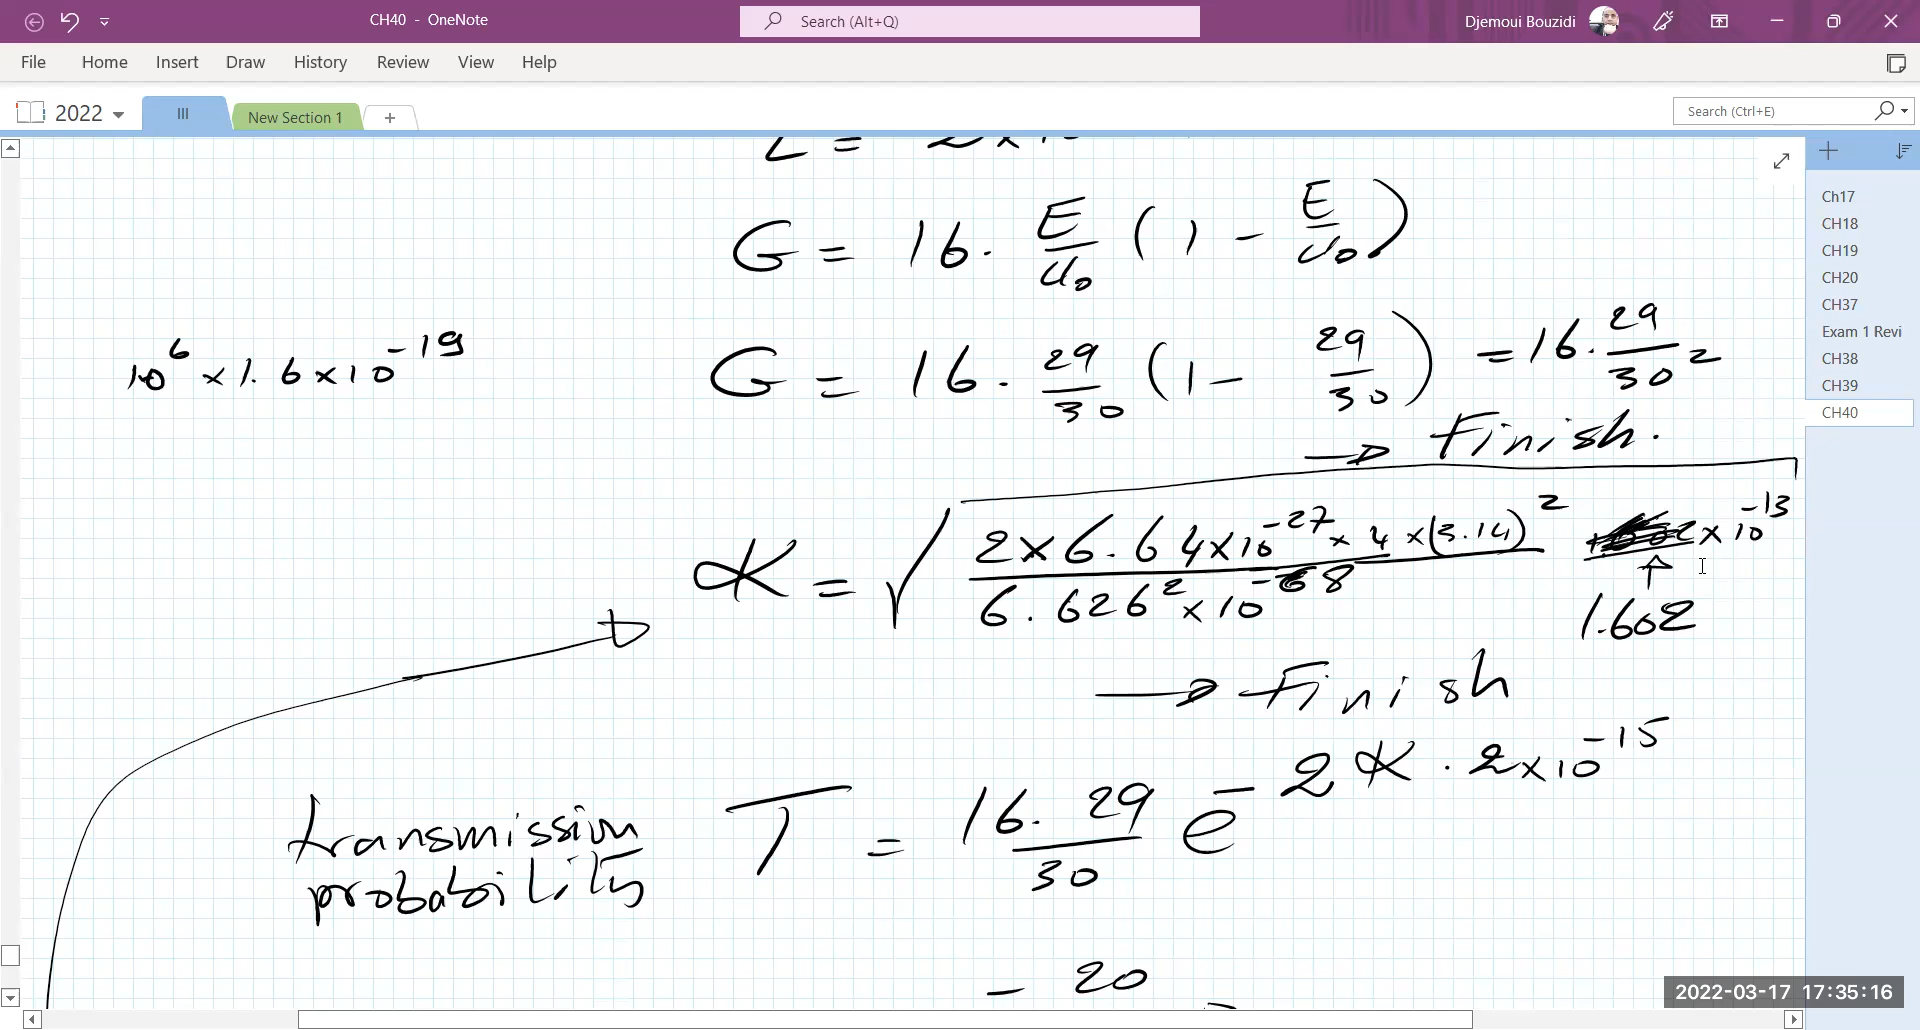 CH40 - OneNote
Search (Alt+Q)
Djemoui Bouzidi
File Home Insert Draw History Review View Help
2022
III
New Section 1
+
Search (Ctrl+E)
Ch17
CH18
CH19
CH20
CH37
Exam 1 Revi
CH38
CH39
CH40
G = 16 · E/U₀ (1 - E/U₀)
10⁶ × 1.6 × 10⁻¹⁹
G = 16 · 29/30 (1 - 29/30) = 16 · 29/30²
→ Finish.
K = √ 2×6.64×10⁻²⁷ × 4 × (3.14)² / 6.626² × 10⁻⁶⁸ × 10⁻¹³
↑
1.602
→ Finish
transmission
probability
T = 16 · 29/30 e⁻ 2K · 2×10⁻¹⁵
- 20
2022-03-17 17:35:16